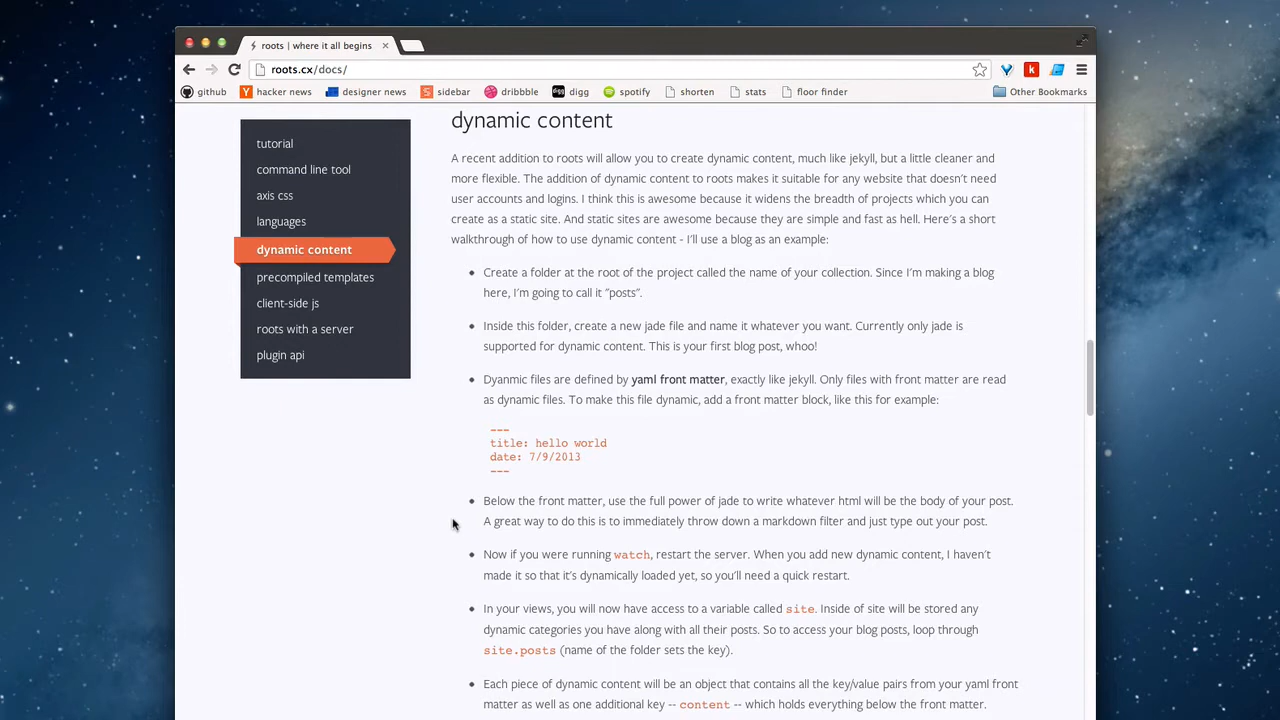 roots | where it all begins
roots.cx/docs/
github hacker news designer news sidebar dribbble digg spotify shorten stats floor finder Other Bookmarks
tutorial
command line tool
axis css
languages
dynamic content
precompiled templates
client-side js
roots with a server
plugin api
dynamic content
A recent addition to roots will allow you to create dynamic content, much like jekyll, but a little cleaner and
more flexible. The addition of dynamic content to roots makes it suitable for any website that doesn't need
user accounts and logins. I think this is awesome because it widens the breadth of projects which you can
create as a static site. And static sites are awesome because they are simple and fast as hell. Here's a short
walkthrough of how to use dynamic content - I'll use a blog as an example:
• Create a folder at the root of the project called the name of your collection. Since I'm making a blog
here, I'm going to call it "posts".
• Inside this folder, create a new jade file and name it whatever you want. Currently only jade is
supported for dynamic content. This is your first blog post, whoo!
• Dyanmic files are defined by yaml front matter, exactly like jekyll. Only files with front matter are read
as dynamic files. To make this file dynamic, add a front matter block, like this for example:
---
title: hello world
date: 7/9/2013
---
• Below the front matter, use the full power of jade to write whatever html will be the body of your post.
A great way to do this is to immediately throw down a markdown filter and just type out your post.
• Now if you were running watch, restart the server. When you add new dynamic content, I haven't
made it so that it's dynamically loaded yet, so you'll need a quick restart.
• In your views, you will now have access to a variable called site. Inside of site will be stored any
dynamic categories you have along with all their posts. So to access your blog posts, loop through
site.posts (name of the folder sets the key).
• Each piece of dynamic content will be an object that contains all the key/value pairs from your yaml front
matter as well as one additional key -- content -- which holds everything below the front matter.